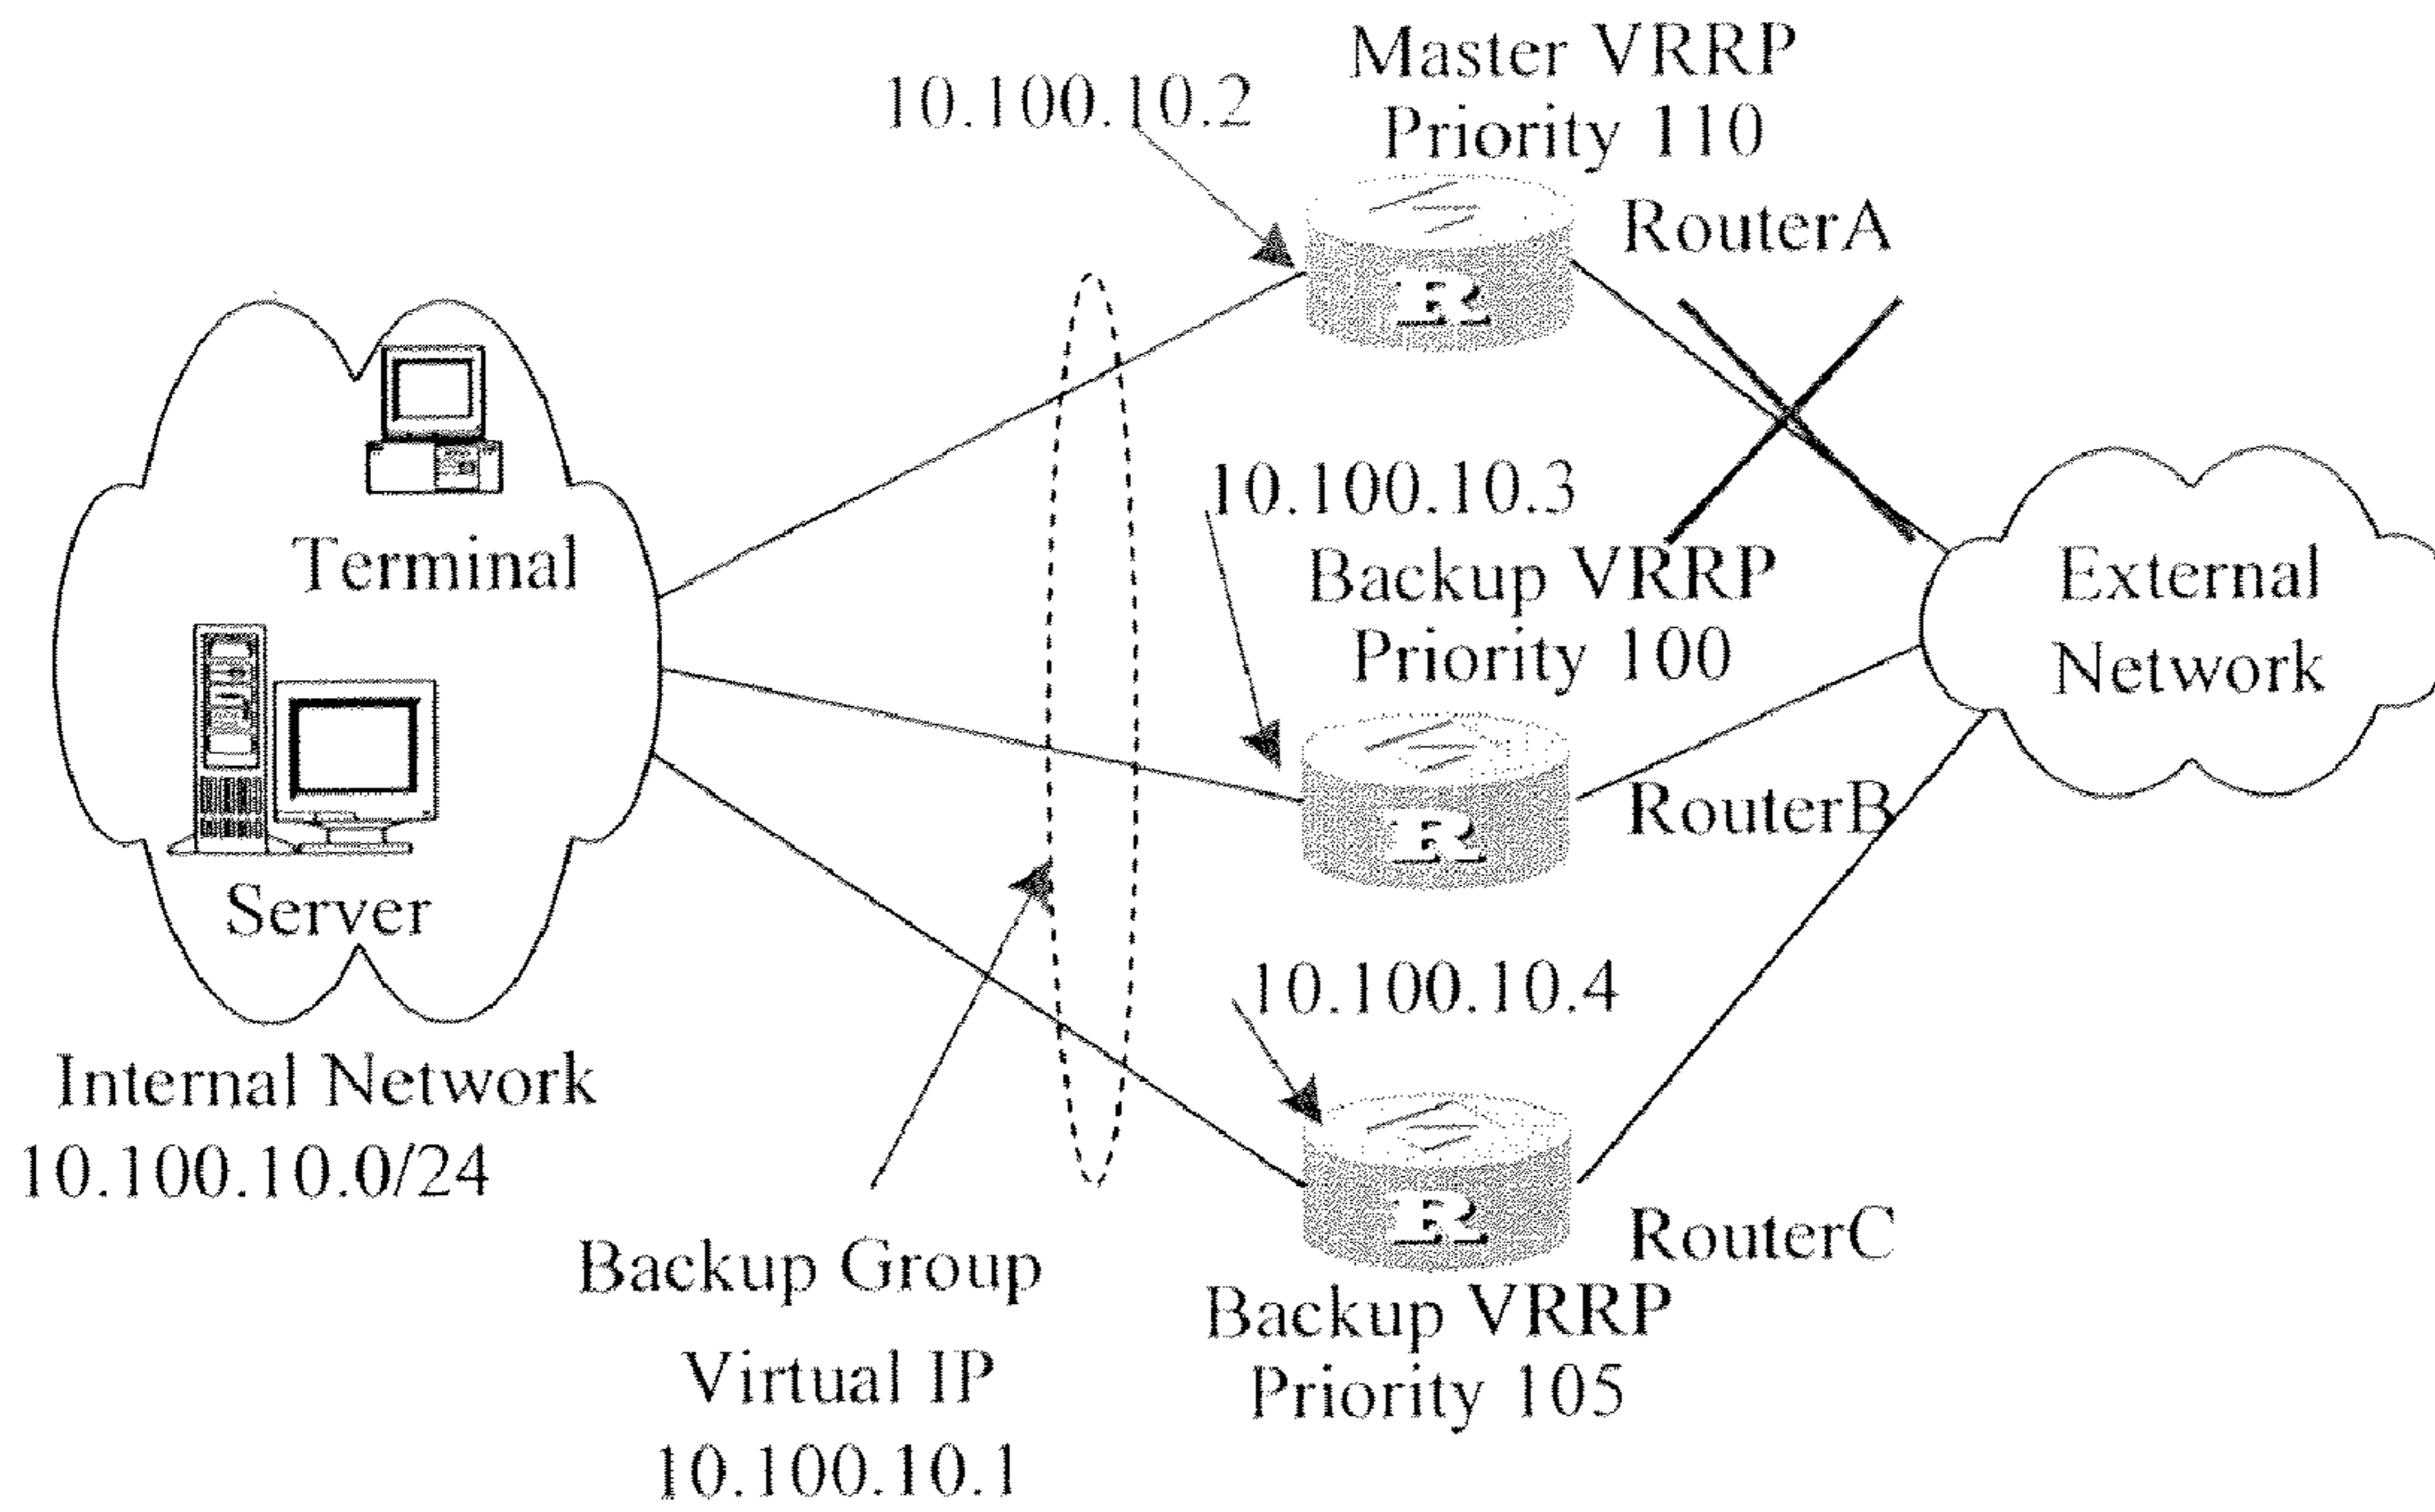 Master VRRP
Priority 110
10.100.10.2
RouterA
R
10.100.10.3
Backup VRRP
Priority 100
External
Network
Terminal
RouterB
R
Server
10.100.10.4
Internal Network
10.100.10.0/24
R
RouterC
Backup Group
Virtual IP
10.100.10.1
Backup VRRP
Priority 105